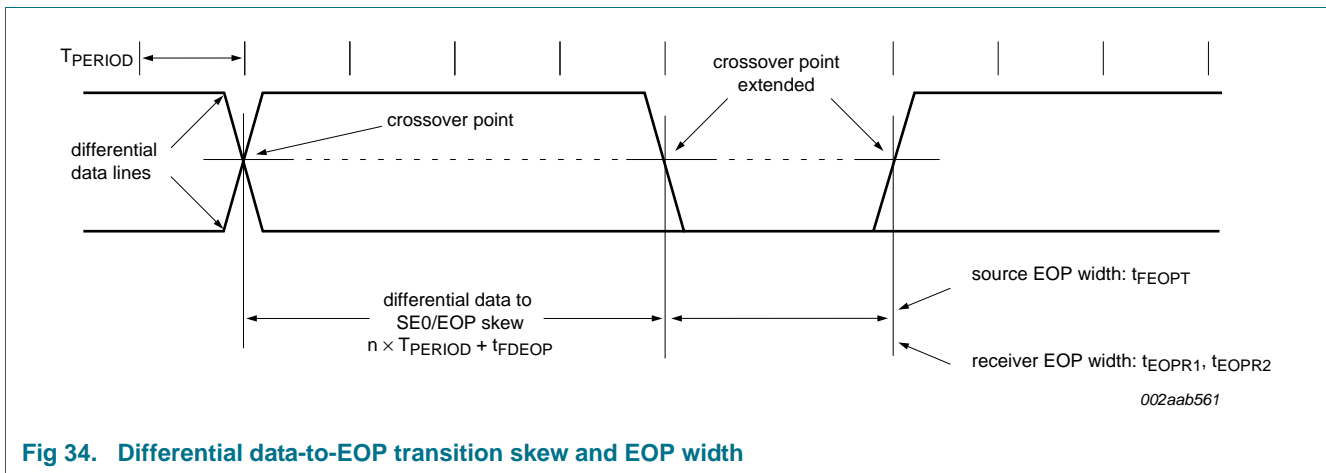 TPERIOD
crossover point
extended
crossover point
differential
data lines
source EOP width: tFEOPT
differential data to
SE0/EOP skew
n × TPERIOD + tFDEOP
receiver EOP width: tEOPR1, tEOPR2
002aab561
Fig 34. Differential data-to-EOP transition skew and EOP width